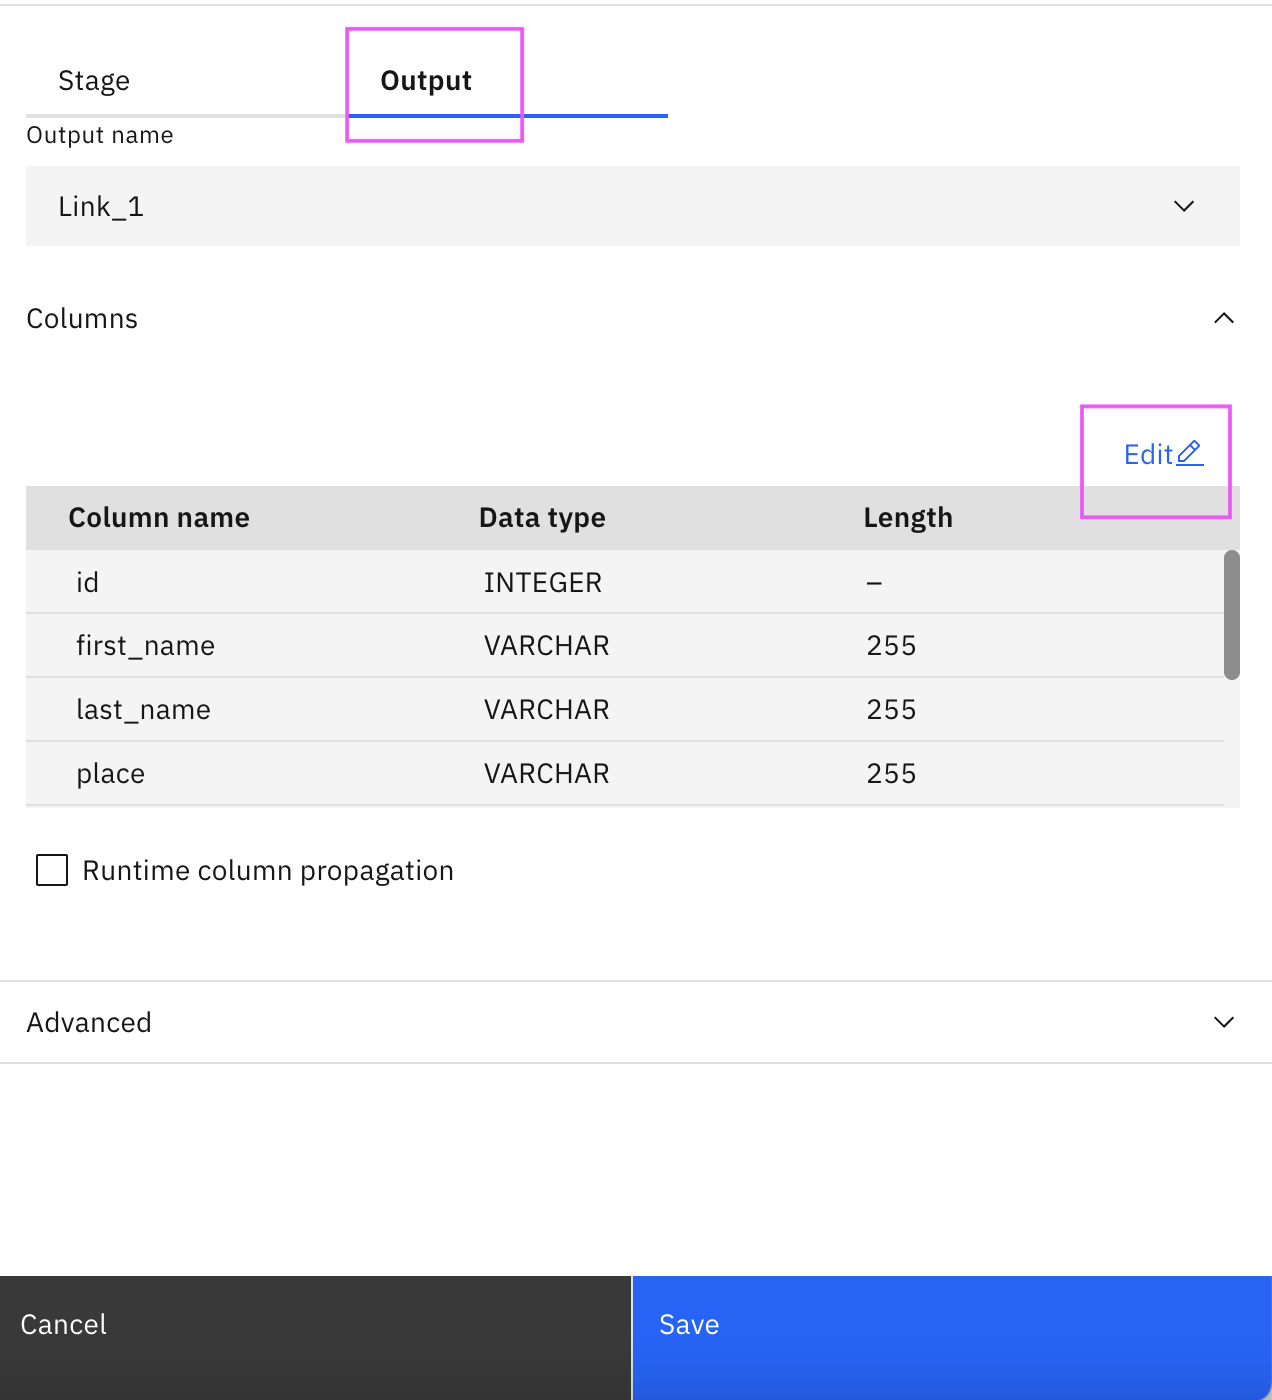 Stage Output
Output name
Link_1
Columns
Edit
Column name Data type Length
id INTEGER –
first_name VARCHAR 255
last_name VARCHAR 255
place VARCHAR 255
Runtime column propagation
Advanced
Cancel Save